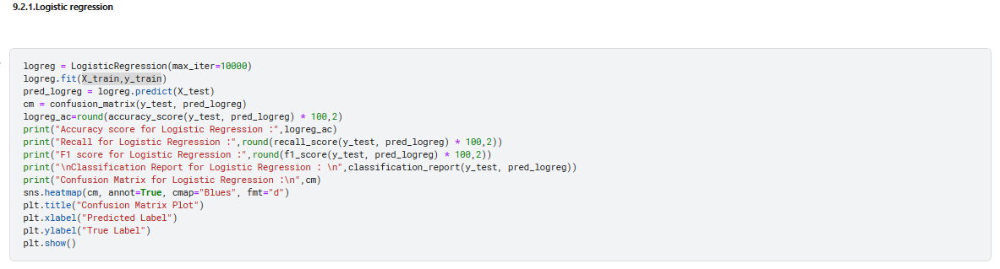 9.2.1.Logistic regression
logreg = LogisticRegression(max_iter=10000)
logreg.fit(X_train,y_train)
pred_logreg = logreg.predict(X_test)
cm = confusion_matrix(y_test, pred_logreg)
logreg_ac=round(accuracy_score(y_test, pred_logreg) * 100,2)
print("Accuracy score for Logistic Regression :",logreg_ac)
print("Recall for Logistic Regression :",round(recall_score(y_test, pred_logreg) * 100,2))
print("F1 score for Logistic Regression :",round(f1_score(y_test, pred_logreg) * 100,2))
print("\nClassification Report for Logistic Regression : \n",classification_report(y_test, pred_logreg))
print("Confusion Matrix for Logistic Regression :\n",cm)
sns.heatmap(cm, annot=True, cmap="Blues", fmt="d")
plt.title("Confusion Matrix Plot")
plt.xlabel("Predicted Label")
plt.ylabel("True Label")
plt.show()